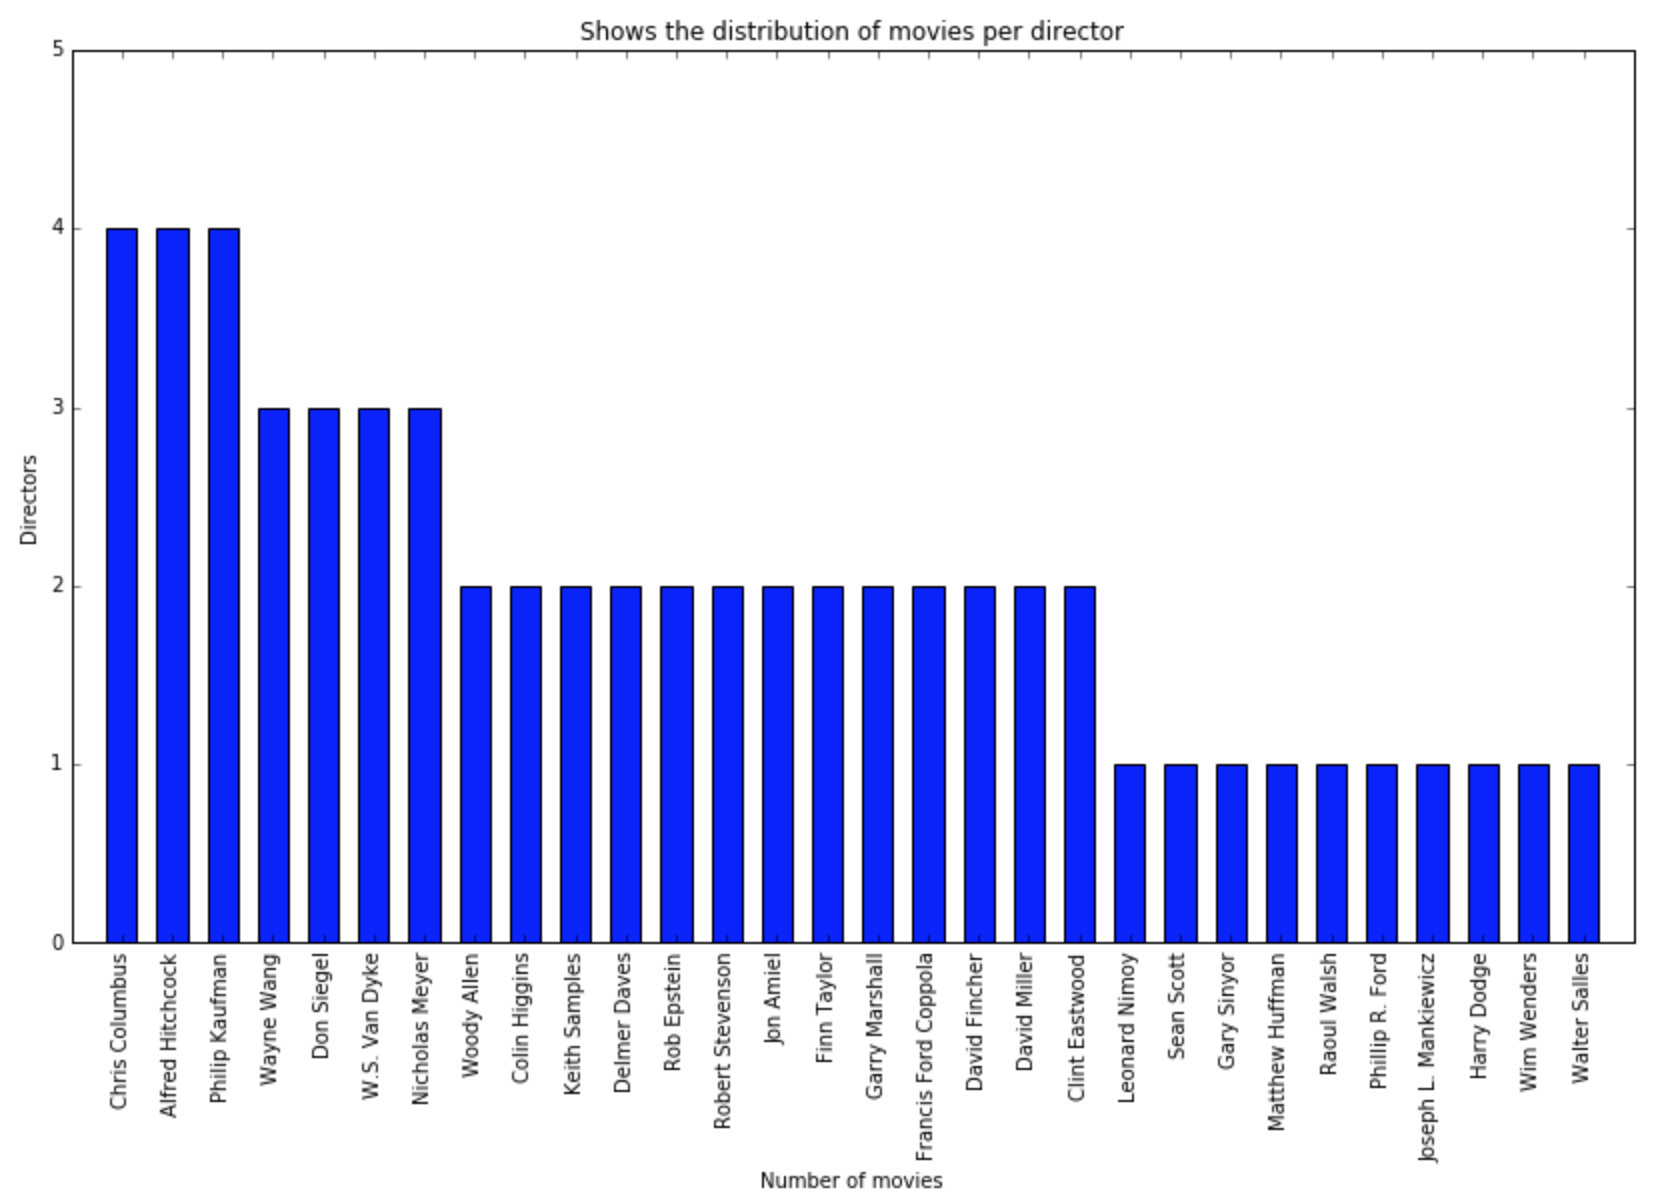 Shows the distribution of movies per director
5
4
3
2
1
0
Directors
Chris Columbus
Alfred Hitchcock
Philip Kaufman
Wayne Wang
Don Siegel
W.S. Van Dyke
Nicholas Meyer
Woody Allen
Colin Higgins
Keith Samples
Delmer Daves
Rob Epstein
Robert Stevenson
Jon Amiel
Finn Taylor
Garry Marshall
Francis Ford Coppola
David Fincher
David Miller
Clint Eastwood
Leonard Nimoy
Sean Scott
Gary Sinyor
Matthew Huffman
Raoul Walsh
Phillip R. Ford
Joseph L. Mankiewicz
Harry Dodge
Wim Wenders
Walter Salles
Number of movies